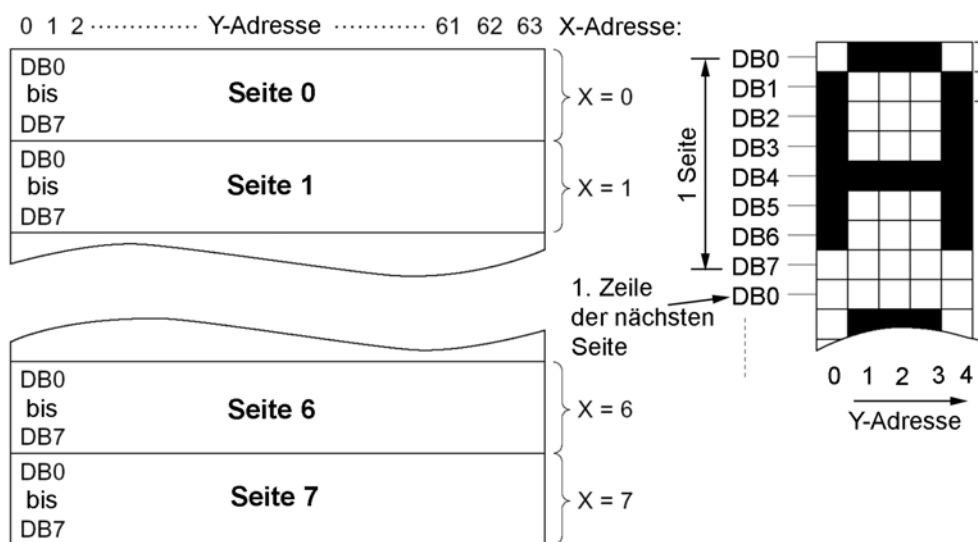 0 1 2 ············· Y-Adresse ··········· 61 62 63 X-Adresse:
DB0
bis
DB7
Seite 0
X = 0
DB0
bis
DB7
Seite 1
X = 1
DB0
bis
DB7
Seite 6
X = 6
DB0
bis
DB7
Seite 7
X = 7
1 Seite
DB0
DB1
DB2
DB3
DB4
DB5
DB6
DB7
DB0
1. Zeile
der nächsten
Seite
0 1 2 3 4
Y-Adresse